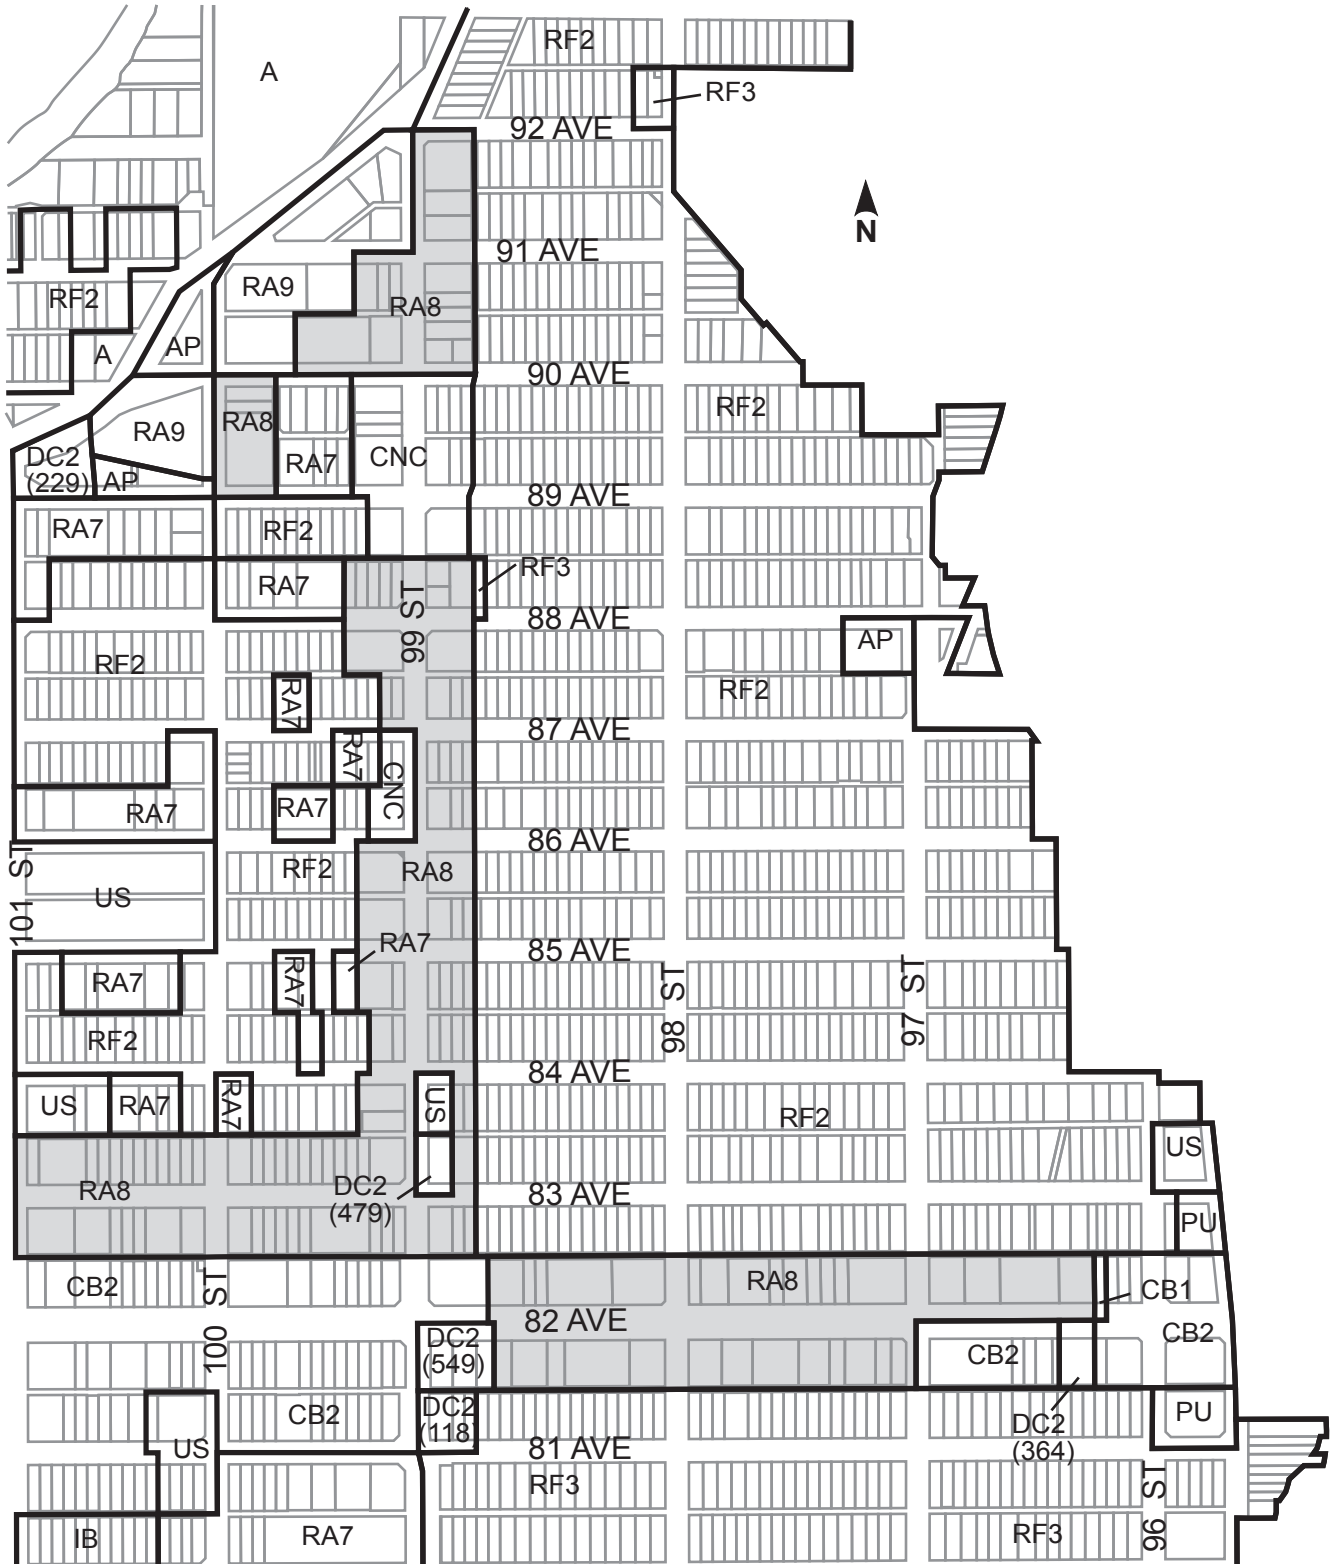 RF2
A
RF3
92 AVE
N
91 AVE
RA9
RF2
RA8
A
AP
90 AVE
RF2
RA8
RA9
DC2
(229)
AP
RA7
CNC
89 AVE
RA7
RF2
RF3
RA7
99 ST
88 AVE
AP
RF2
RF2
RA7
87 AVE
RA7
CNC
RA7
RA7
86 AVE
101 ST
RF2
RA8
US
RA7
85 AVE
RA7
RA7
98 ST
97 ST
RF2
84 AVE
US
RA7
RA7
US
RF2
US
RA8
DC2
(479)
83 AVE
PU
CB2
100 ST
RA8
CB1
82 AVE
CB2
DC2
(549)
CB2
CB2
DC2
(118)
PU
DC2
(364)
US
81 AVE
RF3
96 ST
IB
RA7
RF3